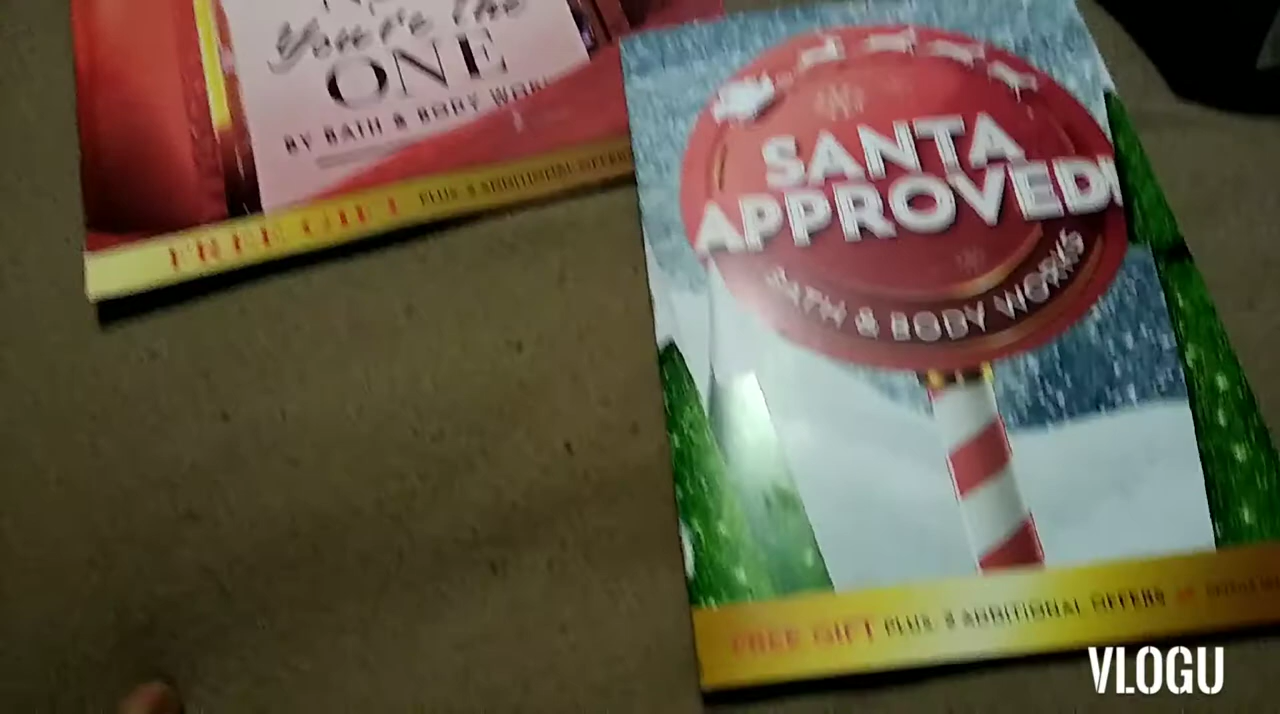 You're The
ONE
BY BATH & BODY WORKS
FREE GIFT PLUS 3 ADDITIONAL OFFERS
SANTA
APPROVED!
BATH & BODY WORKS
FREE GIFT PLUS 3 ADDITIONAL OFFERS
VLOGU